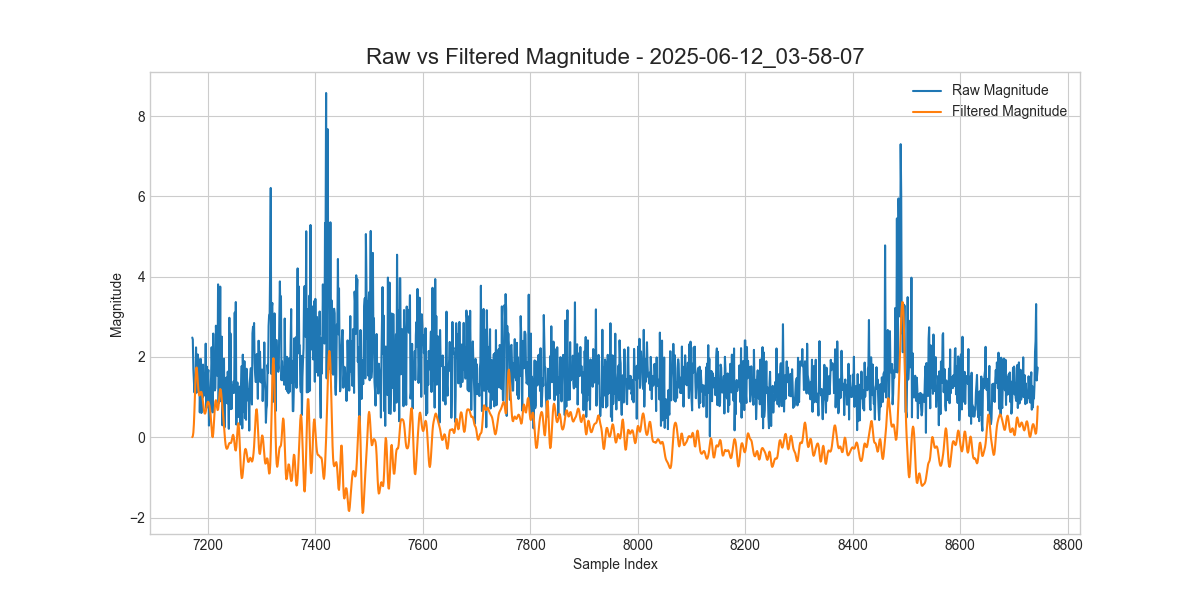 Raw vs Filtered Magnitude - 2025-06-12_03-58-07
Raw Magnitude
Filtered Magnitude
Magnitude
8
6
4
2
0
−2
7200 7400 7600 7800 8000 8200 8400 8600 8800
Sample Index